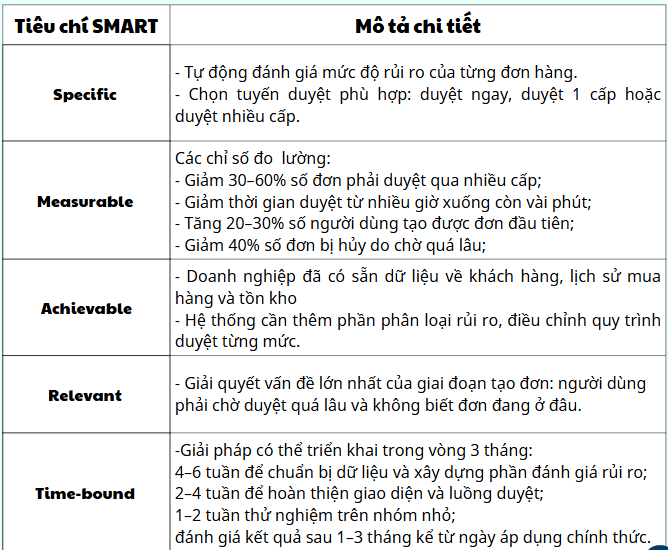 Tiêu chí SMART
Mô tả chi tiết
Specific
- Tự động đánh giá mức độ rủi ro của từng đơn hàng.
- Chọn tuyến duyệt phù hợp: duyệt ngay, duyệt 1 cấp hoặc
duyệt nhiều cấp.
Measurable
Các chỉ số đo lường:
- Giảm 30–60% số đơn phải duyệt qua nhiều cấp;
- Giảm thời gian duyệt từ nhiều giờ xuống còn vài phút;
- Tăng 20–30% số người dùng tạo được đơn đầu tiên;
- Giảm 40% số đơn bị hủy do chờ quá lâu;
Achievable
- Doanh nghiệp đã có sẵn dữ liệu về khách hàng, lịch sử mua
hàng và tồn kho
- Hệ thống cần thêm phần phân loại rủi ro, điều chỉnh quy trình
duyệt từng mức.
Relevant
- Giải quyết vấn đề lớn nhất của giai đoạn tạo đơn: người dùng
phải chờ duyệt quá lâu và không biết đơn đang ở đâu.
Time-bound
-Giải pháp có thể triển khai trong vòng 3 tháng:
4–6 tuần để chuẩn bị dữ liệu và xây dựng phần đánh giá rủi ro;
2–4 tuần để hoàn thiện giao diện và luồng duyệt;
1–2 tuần thử nghiệm trên nhóm nhỏ;
đánh giá kết quả sau 1–3 tháng kể từ ngày áp dụng chính thức.